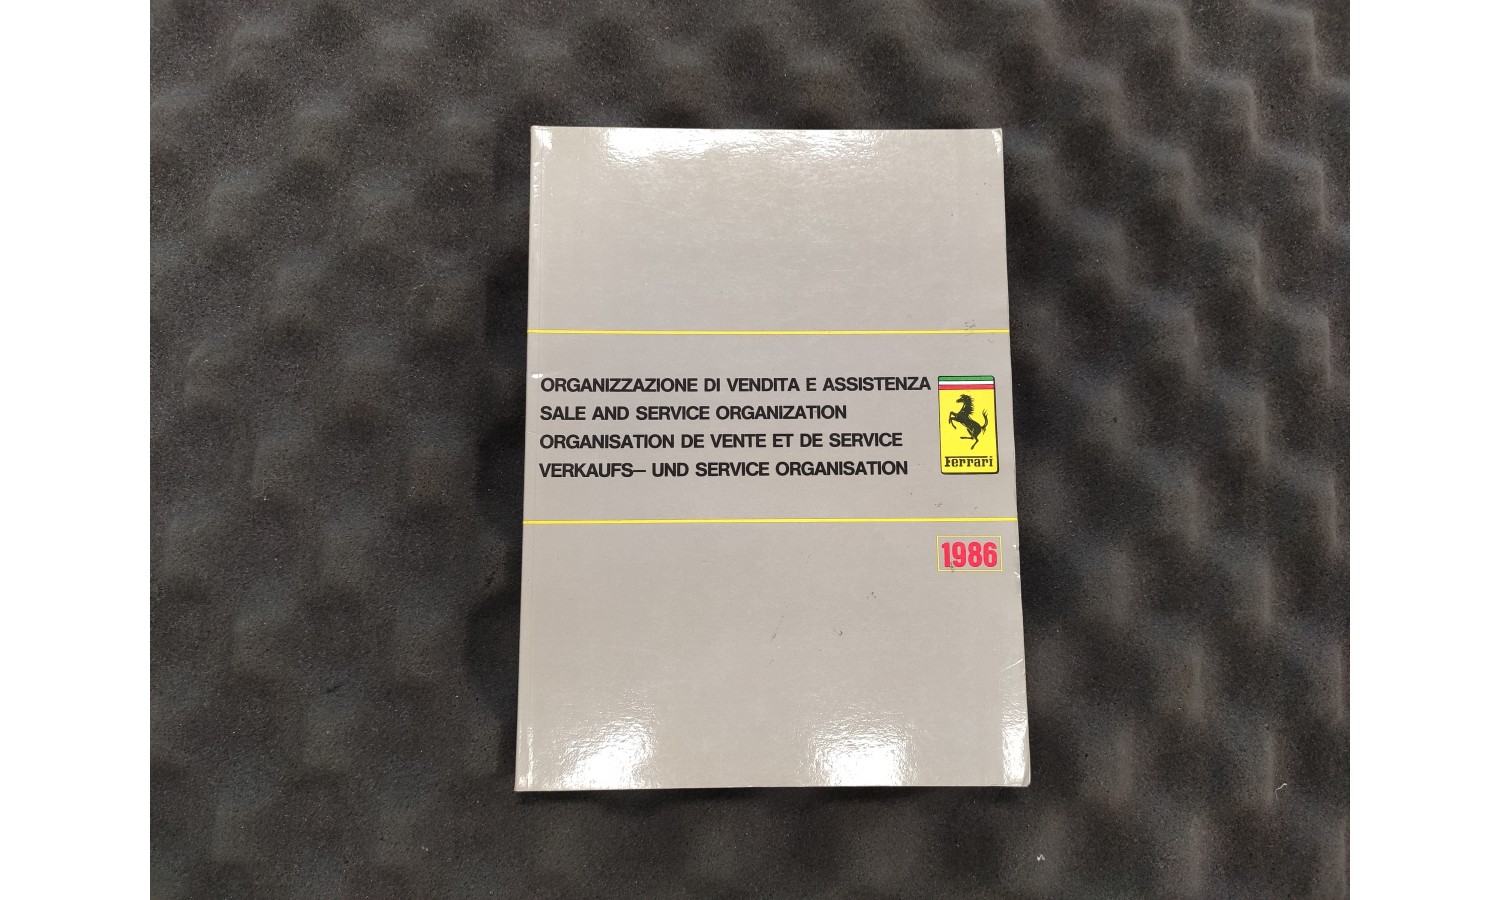 ORGANIZZAZIONE DI VENDITA E ASSISTENZA
SALE AND SERVICE ORGANIZATION
ORGANISATION DE VENTE ET DE SERVICE
VERKAUFS— UND SERVICE ORGANISATION
Ferrari
1986